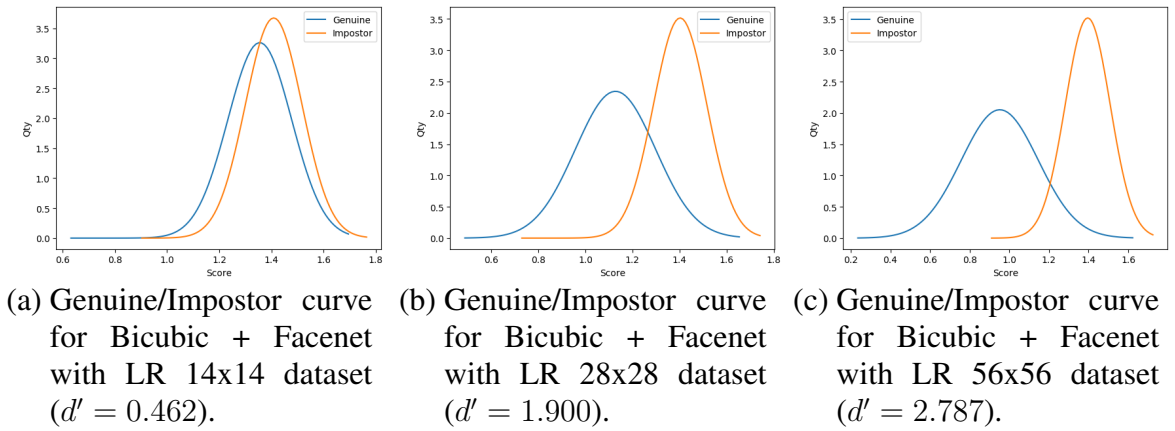 3.5
3.0
2.5
2.0
1.5
1.0
0.5
0.0
Qty
0.6
0.8
1.0
1.2
1.4
1.6
1.8
Score
Genuine
Impostor
3.5
3.0
2.5
2.0
1.5
1.0
0.5
0.0
Qty
0.6
0.8
1.0
1.2
1.4
1.6
Score
Genuine
Impostor
3.5
3.0
2.5
2.0
1.5
1.0
0.5
0.0
Qty
0.2
0.4
0.6
0.8
1.0
1.2
1.4
1.6
Score
Genuine
Impostor
(a) Genuine/Impostor curve
for Bicubic + Facenet
with LR 14x14 dataset
(d′ = 0.462).
(b) Genuine/Impostor curve
for Bicubic + Facenet
with LR 28x28 dataset
(d′ = 1.900).
(c) Genuine/Impostor curve
for Bicubic + Facenet
with LR 56x56 dataset
(d′ = 2.787).